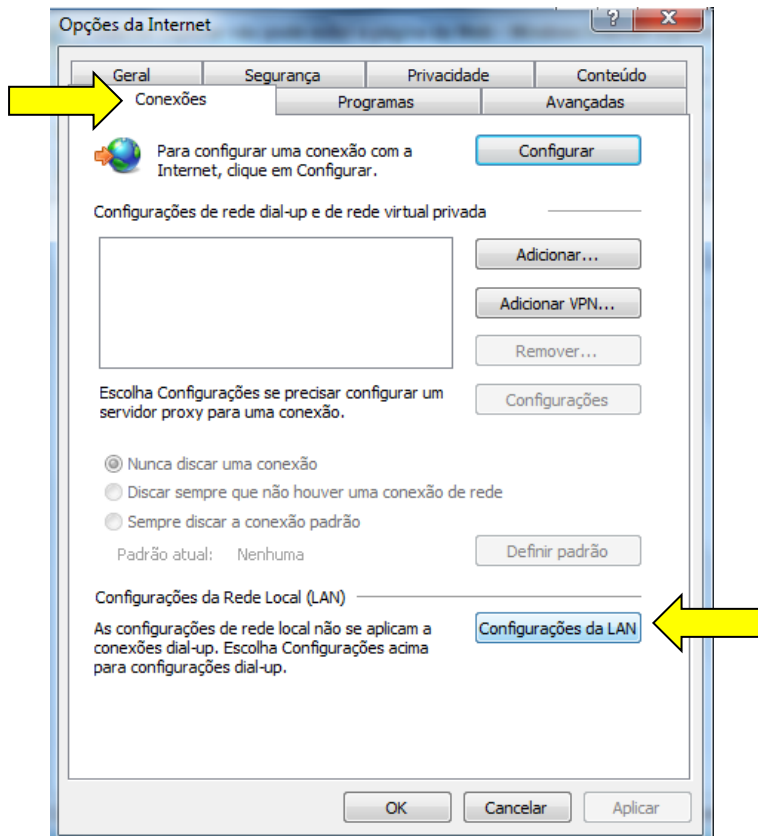 Opções da Internet
?
X
Geral
Segurança
Privacidade
Conteúdo
Conexões
Programas
Avançadas
Para configurar uma conexão com a
Internet, clique em Configurar.
Configurar
Configurações de rede dial-up e de rede virtual privada
Adicionar...
Adicionar VPN...
Remover...
Escolha Configurações se precisar configurar um
servidor proxy para uma conexão.
Configurações
Nunca discar uma conexão
Discar sempre que não houver uma conexão de rede
Sempre discar a conexão padrão
Padrão atual: Nenhuma
Definir padrão
Configurações da Rede Local (LAN)
As configurações de rede local não se aplicam a
conexões dial-up. Escolha Configurações acima
para configurações dial-up.
Configurações da LAN
OK
Cancelar
Aplicar